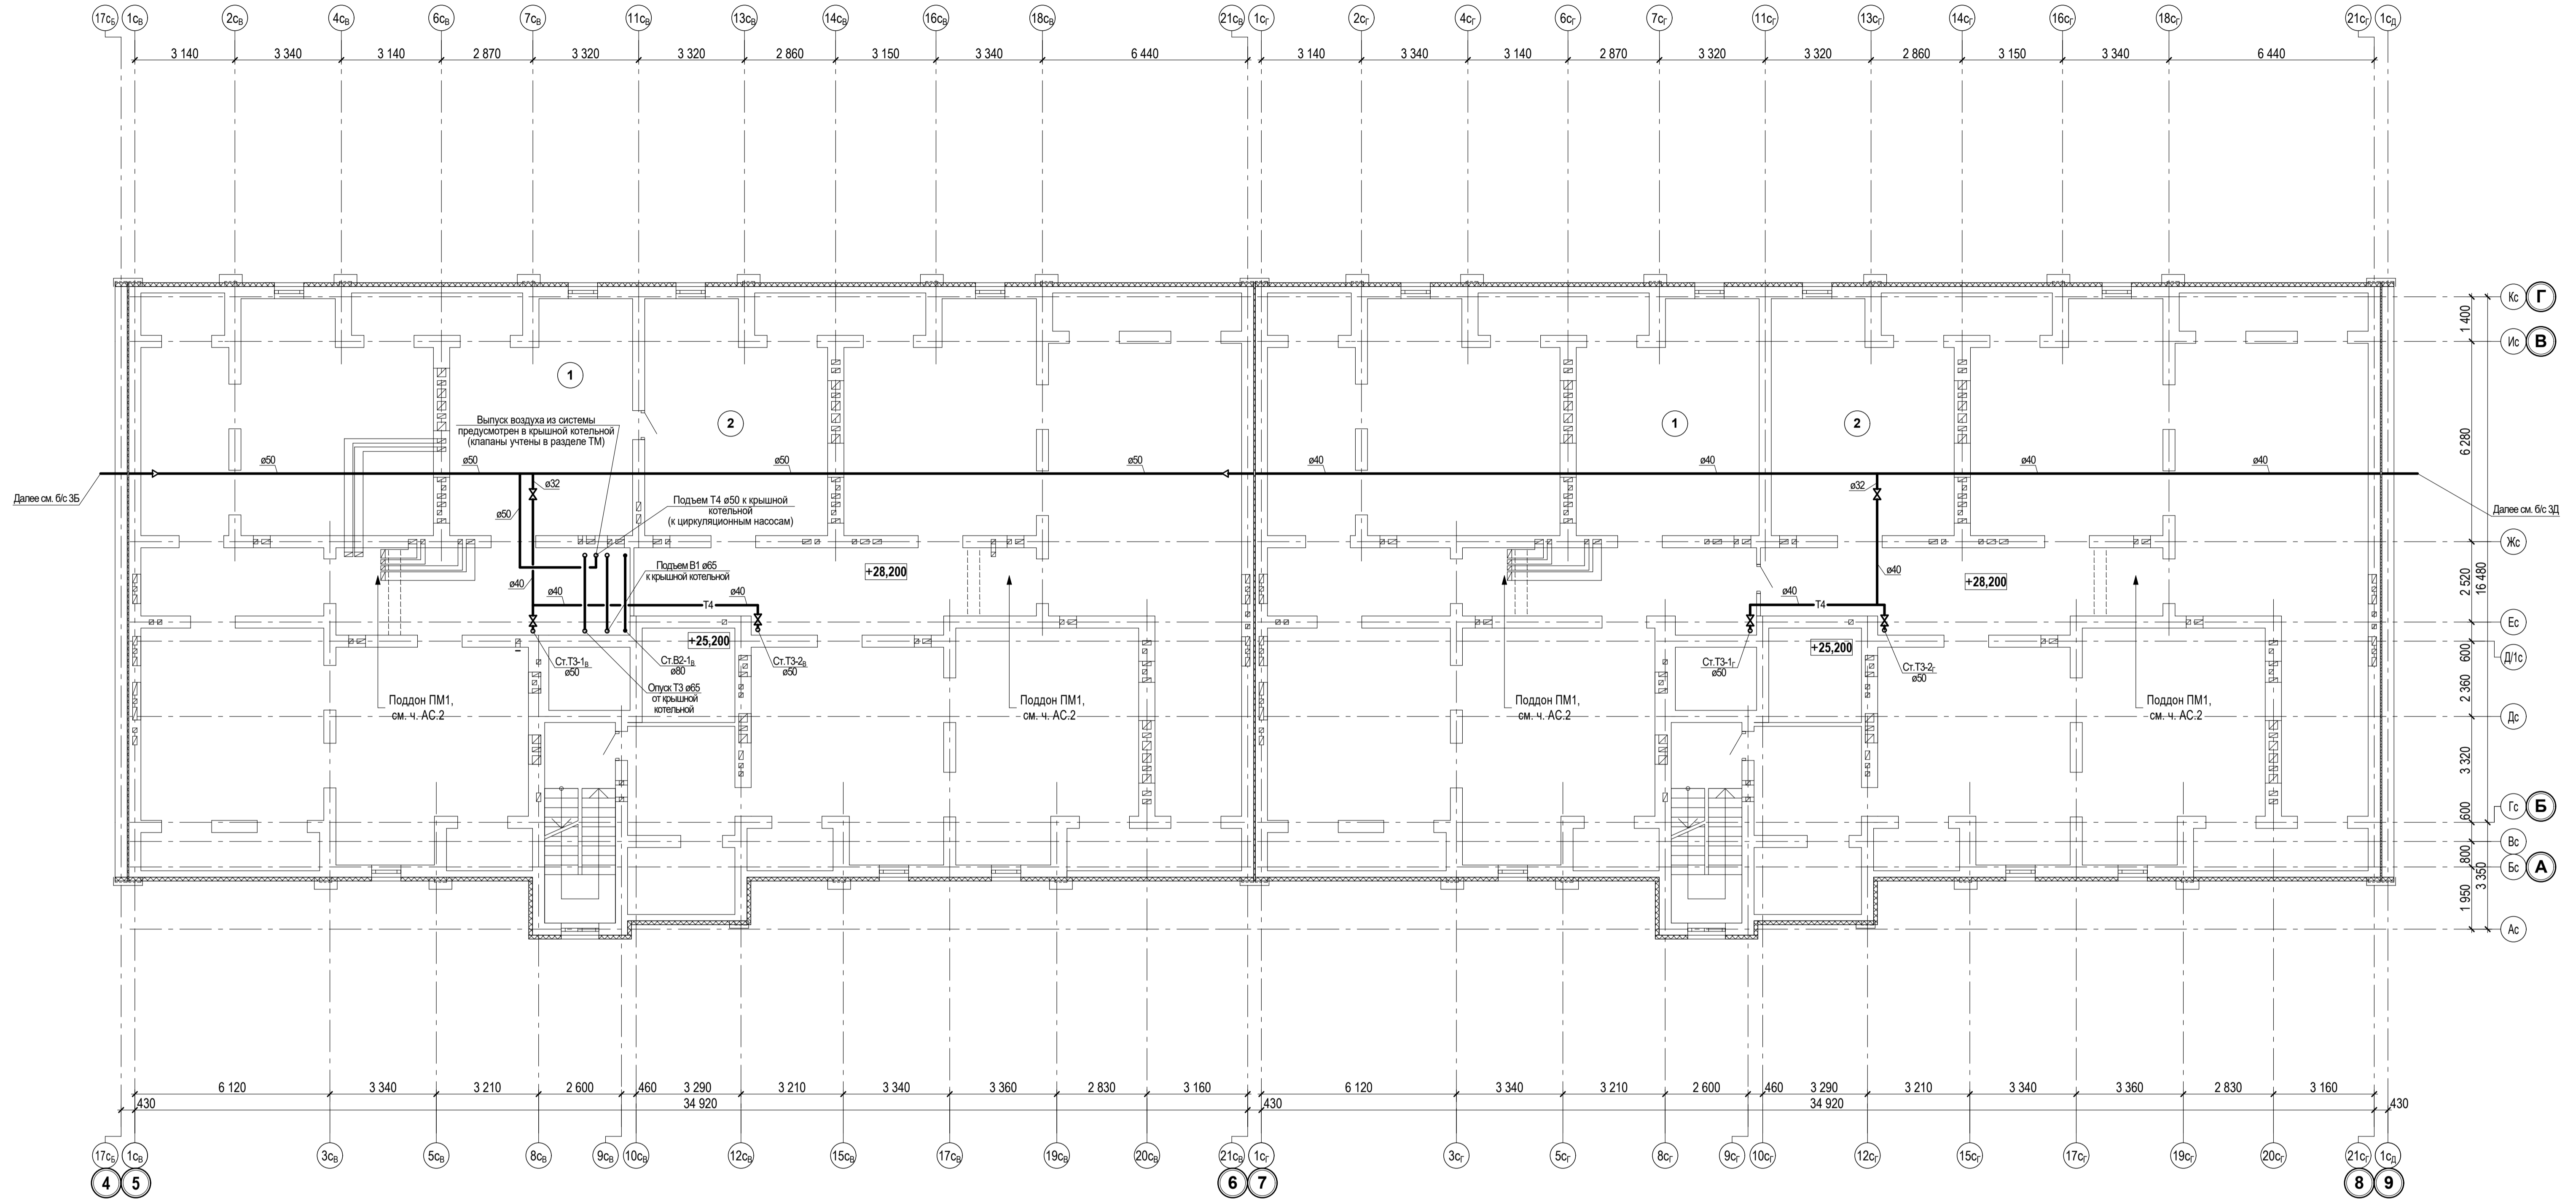 17сБ 1сВ 2сВ 4сВ 6сВ 7сВ 11сВ 13сВ 14сВ 16сВ 18сВ 21сВ 1сГ 2сГ 4сГ 6сГ 7сГ 11сГ 13сГ 14сГ 16сГ 18сГ 21сГ 1сД
3 140 3 340 3 140 2 870 3 320 3 320 2 860 3 150 3 340 6 440 3 140 3 340 3 140 2 870 3 320 3 320 2 860 3 150 3 340 6 440
Кс Г
1 400
Ис В
1
2
1
2
Выпуск воздуха из системы
предусмотрен в крышной котельной
(клапаны учтены в разделе ТМ)
6 280
ø50 ø50 ø50 ø50 ø40 ø40 ø40 ø40
Далее см. б/с 3Б
ø32
ø50
Подъем Т4 ø50 к крышной
котельной
(к циркуляционным насосам)
ø32
Далее см. б/с 3Д
Жс
Подъем В1 ø65
к крышной котельной
+28,200
ø40
ø40
ø40
Т4
ø40
+28,200
ø40
Т4
2 520
16 480
Ес
+25,200
+25,200
600
Д/1с
Ст.Т3-1В
ø50
Ст.В2-1В
ø80
Ст.Т3-2В
ø50
Ст.Т3-1Г
ø50
Ст.Т3-2Г
ø50
Опуск Т3 ø65
от крышной
котельной
2 360
Поддон ПМ1,
см. ч. АС.2
Поддон ПМ1,
см. ч. АС.2
Поддон ПМ1,
см. ч. АС.2
Поддон ПМ1,
см. ч. АС.2
Дс
3 320
Гс Б
600
Вс
800
Бс А
3 350
1 950
Ас
6 120 3 340 3 210 2 600 460 3 290 3 210 3 340 3 360 2 830 3 160 6 120 3 340 3 210 2 600 460 3 290 3 210 3 340 3 360 2 830 3 160
430 34 920 430 34 920 430
17сБ 1сВ 3сВ 5сВ 8сВ 9сВ 10сВ 12сВ 15сВ 17сВ 19сВ 20сВ 21сВ 1сГ 3сГ 5сГ 8сГ 9сГ 10сГ 12сГ 15сГ 17сГ 19сГ 20сГ 21сГ 1сД
4 5 6 7 8 9